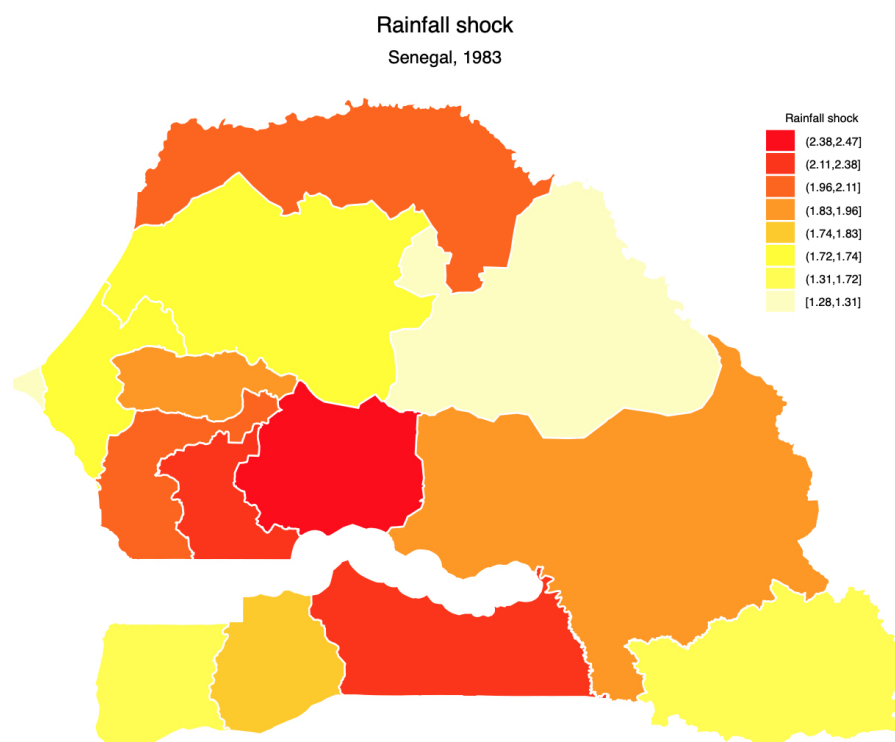 Rainfall shock
Senegal, 1983
Rainfall shock
(2.38,2.47]
(2.11,2.38]
(1.96,2.11]
(1.83,1.96]
(1.74,1.83]
(1.72,1.74]
(1.31,1.72]
[1.28,1.31]